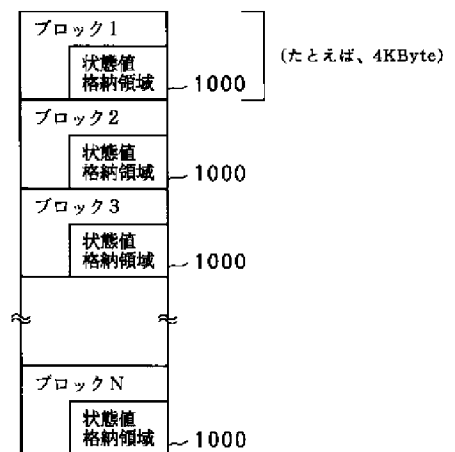 ブロック1
(たとえば、4KByte)
状態値
格納領域
1000
ブロック2
状態値
格納領域
1000
ブロック3
状態値
格納領域
1000
ブロックN
状態値
格納領域
1000